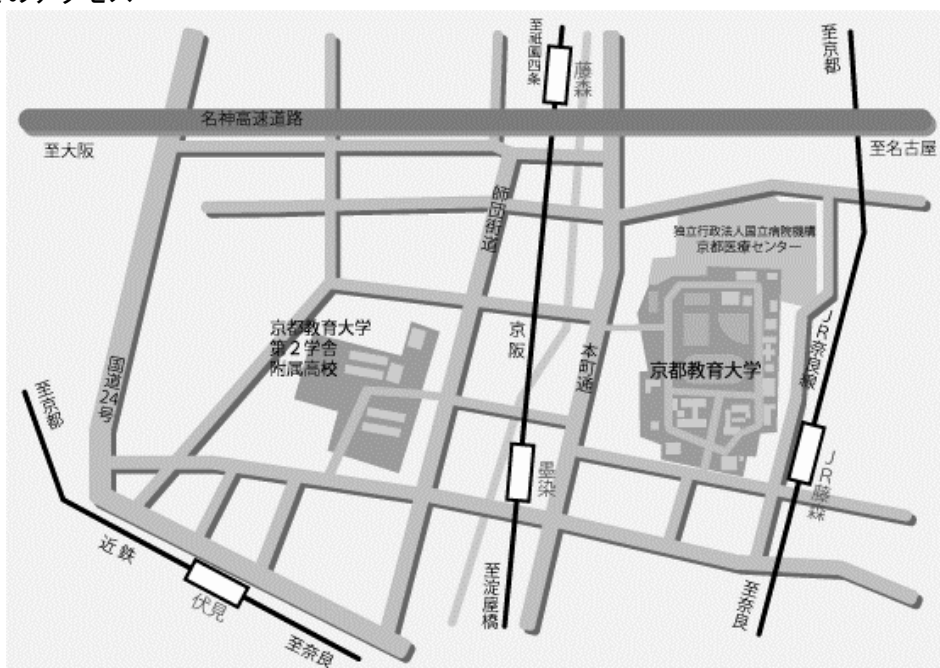 至祇園四条
藤森
至京都
名神高速道路
至大阪
至名古屋
師団街道
独立行政法人国立病院機構
京都医療センター
京都教育大学
第2学舎
附属高校
京阪
本町通
京都教育大学
JR奈良線
国道24号
至京都
墨染
JR藤森
近鉄
伏見
至奈良
至淀屋橋
至奈良